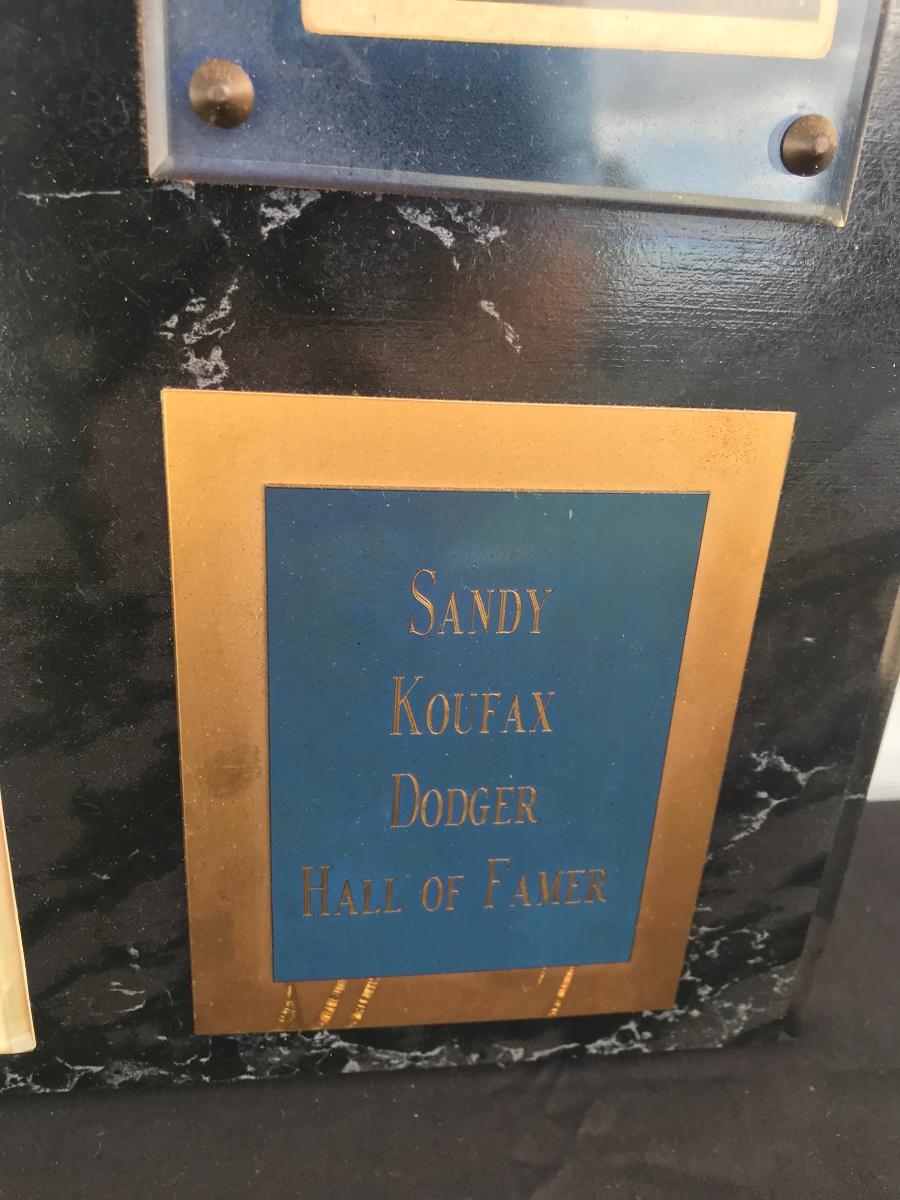 Sandy
Koufax
Dodger
Hall of Famer